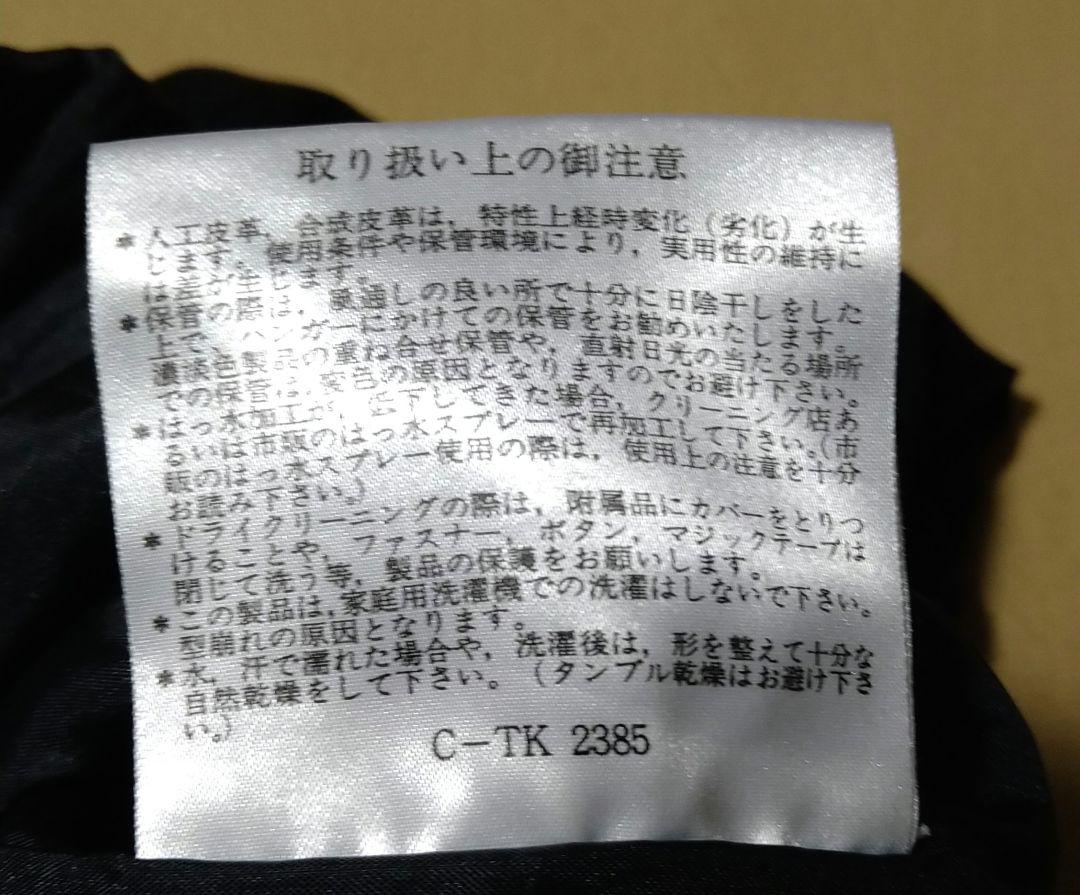 取り扱い上の御注意
* 人工皮革、合成皮革は、特性上経時変化(劣化)が生
じます。使用条件や保管環境により、実用性の維持に
は差が生じます。
* 保管の際は、風通しの良い所で十分に日陰干しをした
上で、ハンガーにかけての保管をお勧めいたします。
濃淡色製品の重ね合せ保管や、直射日光の当たる場所
での保管は、変色の原因となりますのでお避け下さい。
* はっ水加工が、低下してきた場合、クリーニング店あ
るいは市販のはっ水スプレーで再加工して下さい。(市
販のはっ水スプレー使用の際は、使用上の注意を十分
お読み下さい。)
* ドライクリーニングの際は、附属品にカバーをとりつ
けることや、ファスナー、ボタン、マジックテープは
閉じて洗う等、製品の保護をお願いします。
* この製品は、家庭用洗濯機での洗濯はしないで下さい。
型崩れの原因となります。
* 水、汗で濡れた場合や、洗濯後は、形を整えて十分な
自然乾燥をして下さい。(タンブル乾燥はお避け下さ
い。)
C-TK 2385